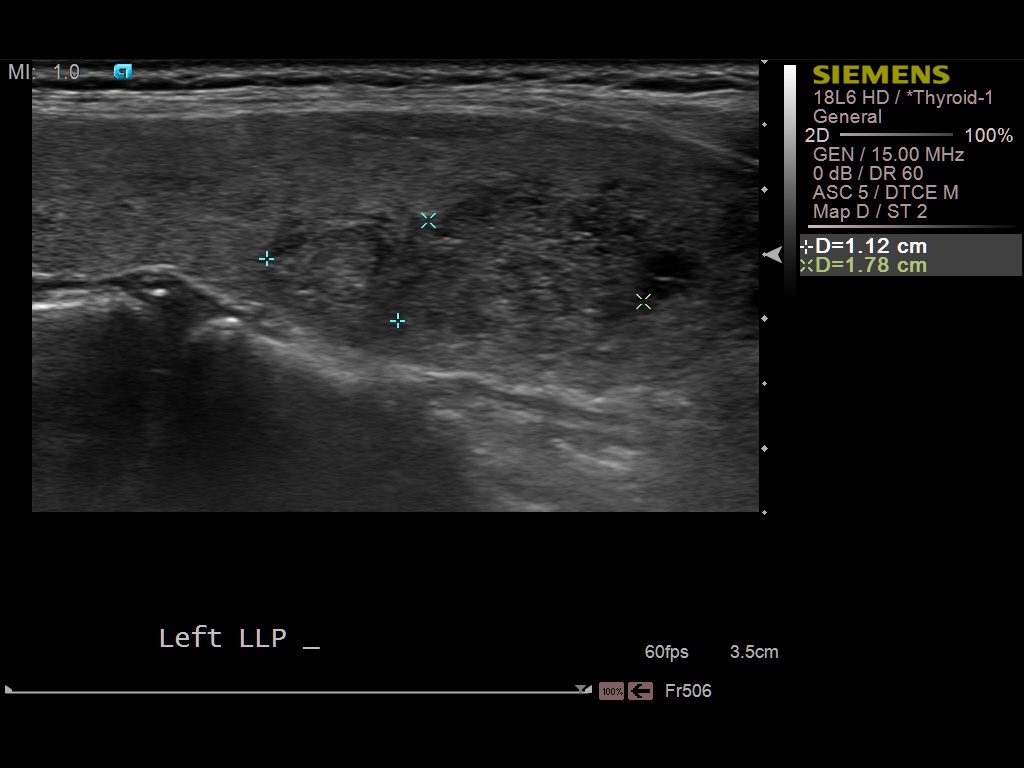 MI: 1.0
SIEMENS
18L6 HD / *Thyroid-1
General
2D 100%
GEN / 15.00 MHz
0 dB / DR 60
ASC 5 / DTCE M
Map D / ST 2
D=1.12 cm
D=1.78 cm
Left LLP _
60fps 3.5cm
100% Fr506